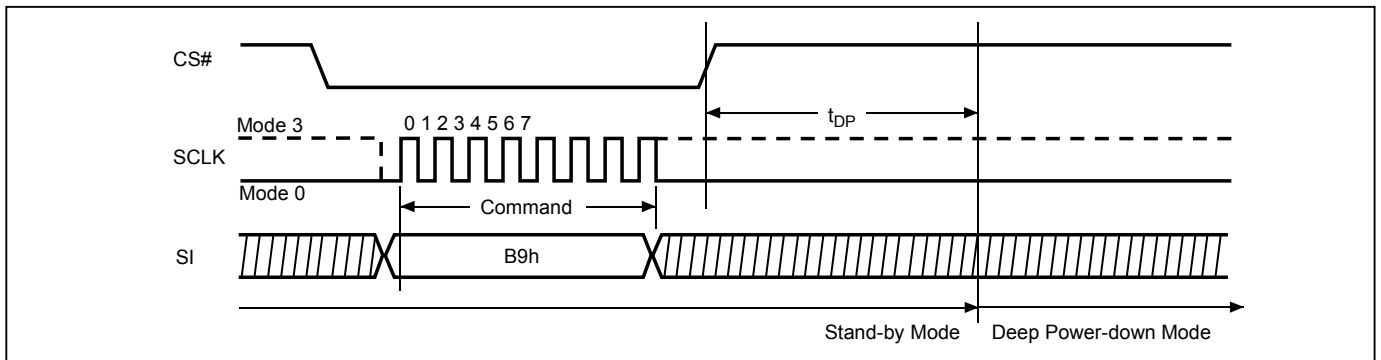 CS#
t_DP
Mode 3
0 1 2 3 4 5 6 7
SCLK
Mode 0
Command
SI
B9h
Stand-by Mode
Deep Power-down Mode